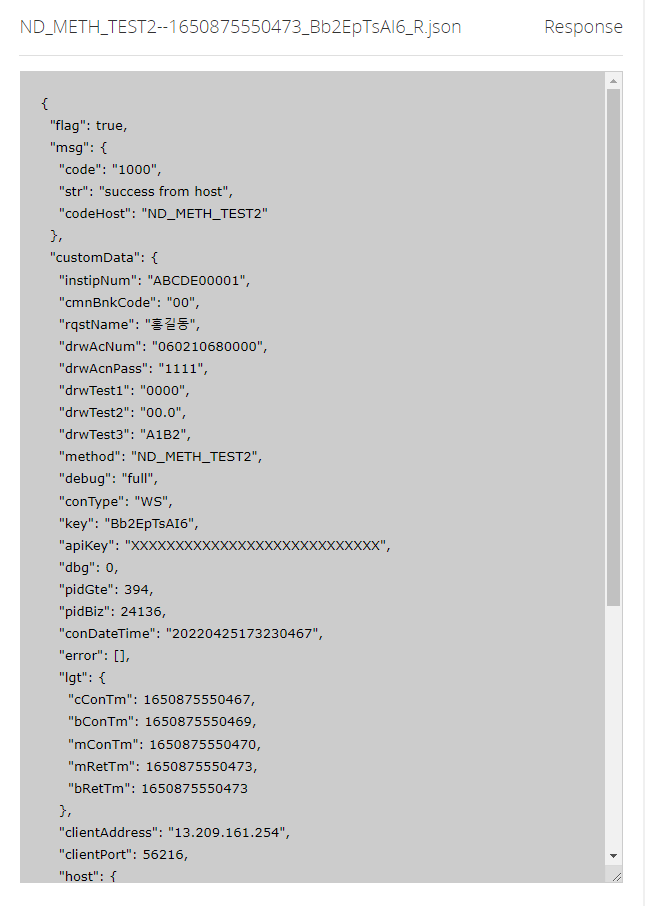 ND_METH_TEST2--1650875550473_Bb2EpTsAI6_R.json Response
{
"flag": true,
"msg": {
"code": "1000",
"str": "success from host",
"codeHost": "ND_METH_TEST2"
},
"customData": {
"instipNum": "ABCDE00001",
"cmnBnkCode": "00",
"rqstName": "홍길동",
"drwAcNum": "060210680000",
"drwAcnPass": "1111",
"drwTest1": "0000",
"drwTest2": "00.0",
"drwTest3": "A1B2",
"method": "ND_METH_TEST2",
"debug": "full",
"conType": "WS",
"key": "Bb2EpTsAI6",
"apiKey": "XXXXXXXXXXXXXXXXXXXXXXXXXXXX",
"dbg": 0,
"pidGte": 394,
"pidBiz": 24136,
"conDateTime": "20220425173230467",
"error": [],
"lgt": {
"cConTm": 1650875550467,
"bConTm": 1650875550469,
"mConTm": 1650875550470,
"mRetTm": 1650875550473,
"bRetTm": 1650875550473
},
"clientAddress": "13.209.161.254",
"clientPort": 56216,
"host": {